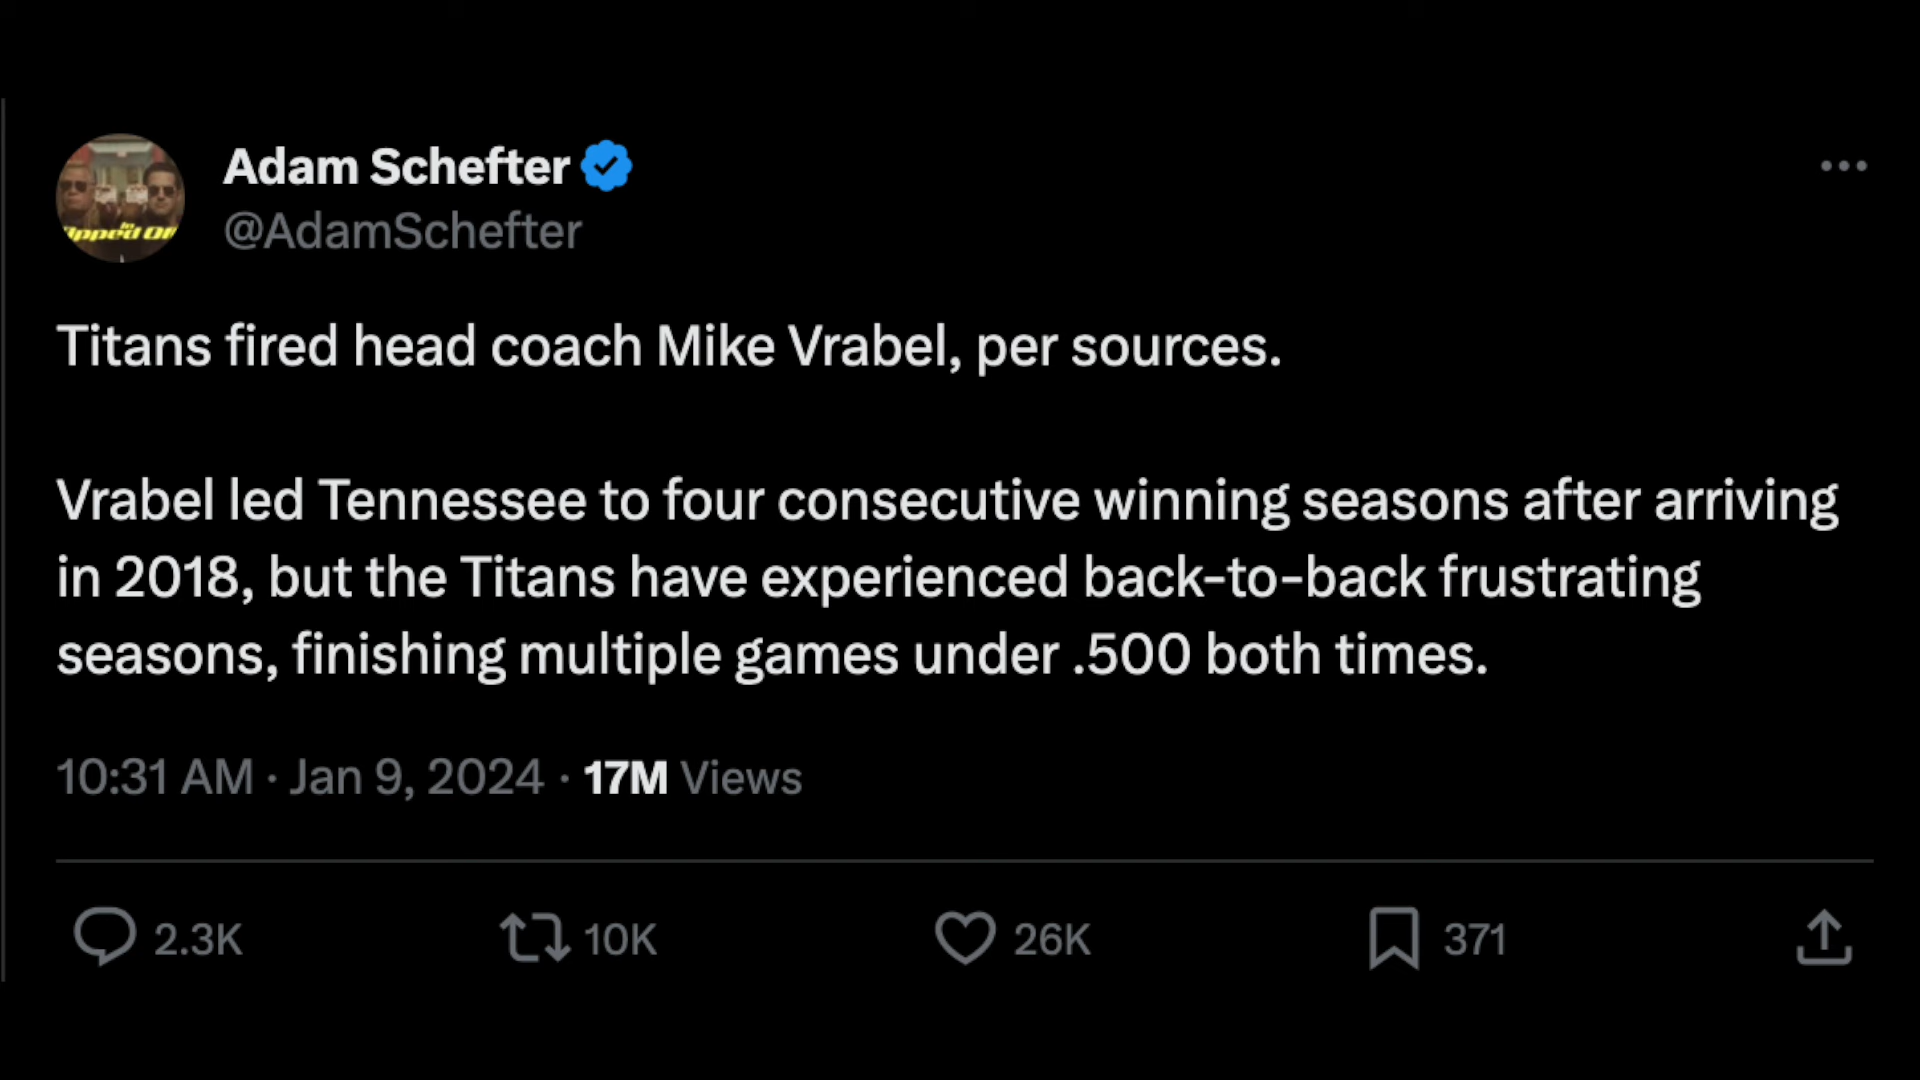 Adam Schefter
@AdamSchefter
Titans fired head coach Mike Vrabel, per sources.
Vrabel led Tennessee to four consecutive winning seasons after arriving
in 2018, but the Titans have experienced back-to-back frustrating
seasons, finishing multiple games under .500 both times.
10:31 AM · Jan 9, 2024 · 17M Views
2.3K 10K 26K 371